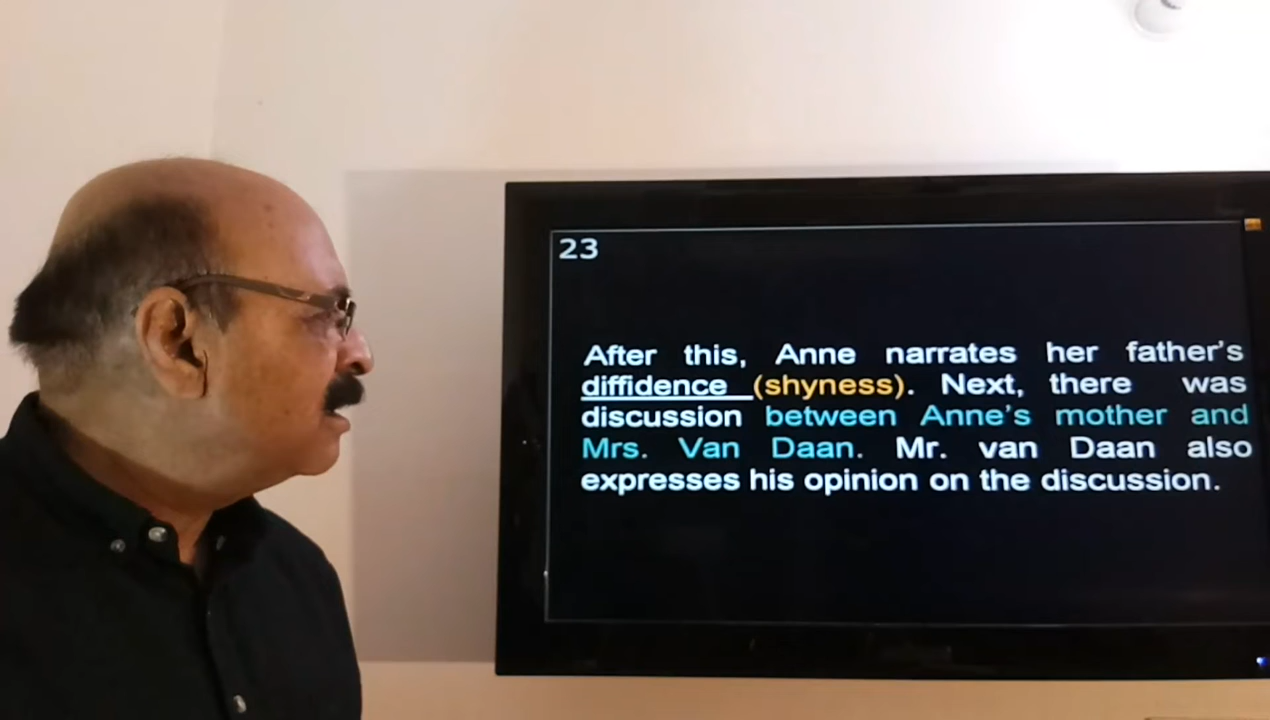 23
After this, Anne narrates her father's
diffidence (shyness). Next, there was
discussion between Anne's mother and
Mrs. Van Daan. Mr. van Daan also
expresses his opinion on the discussion.